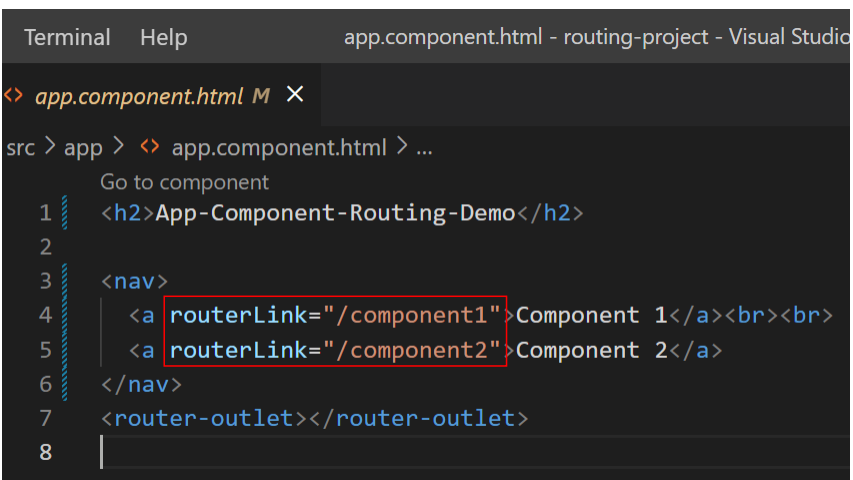 Terminal Help app.component.html - routing-project - Visual Studio
<> app.component.html M ×
src > app > <> app.component.html > ...
Go to component
1 <h2>App-Component-Routing-Demo</h2>
2
3 <nav>
4 <a routerLink="/component1">Component 1</a><br><br>
5 <a routerLink="/component2">Component 2</a>
6 </nav>
7 <router-outlet></router-outlet>
8